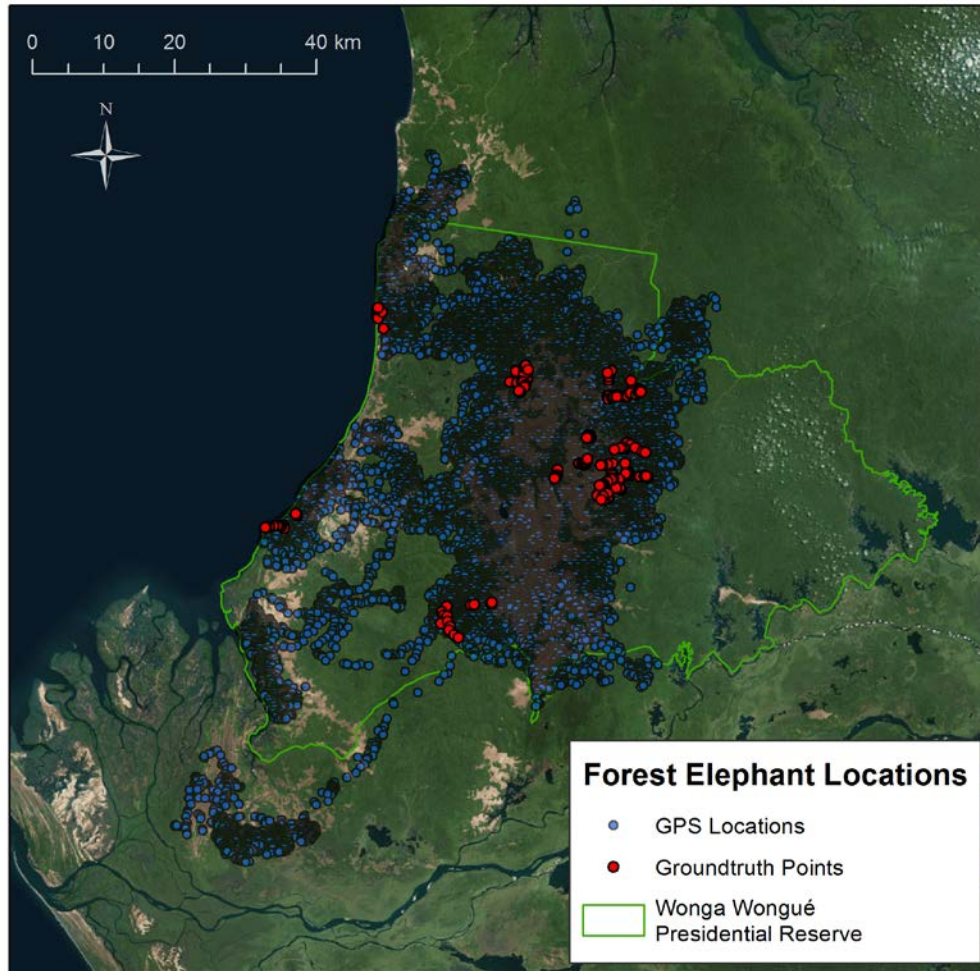 0 10 20 40 km
N
Forest Elephant Locations
GPS Locations
Groundtruth Points
Wonga Wongué
Presidential Reserve